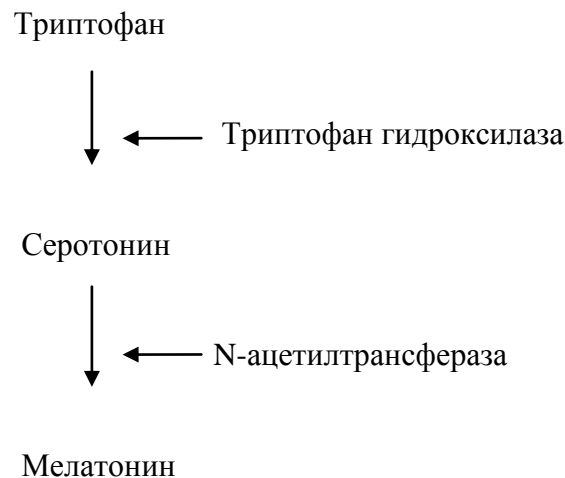 Триптофан
Триптофан гидроксилаза
Серотонин
N-ацетилтрансфераза
Мелатонин